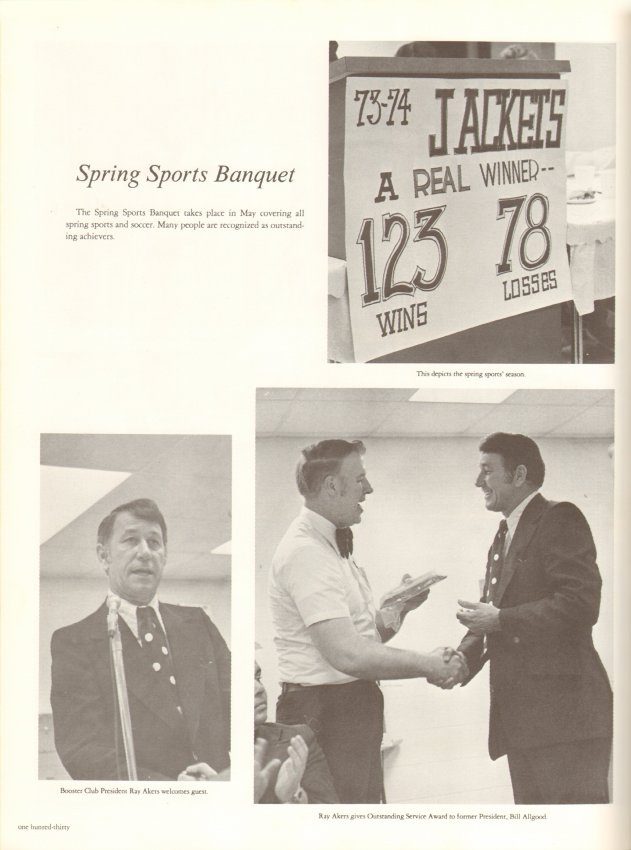 Spring Sports Banquet
The Spring Sports Banquet takes place in May covering all
spring sports and soccer. Many people are recognized as outstand-
ing achievers.
73-74 JACKETS
A REAL WINNER--
123 78
WINS LOSSES
This depicts the spring sports' season.
Booster Club President Ray Akers welcomes guest.
Ray Akers gives Outstanding Service Award to former President, Bill Allgood.
one hunred-thirty